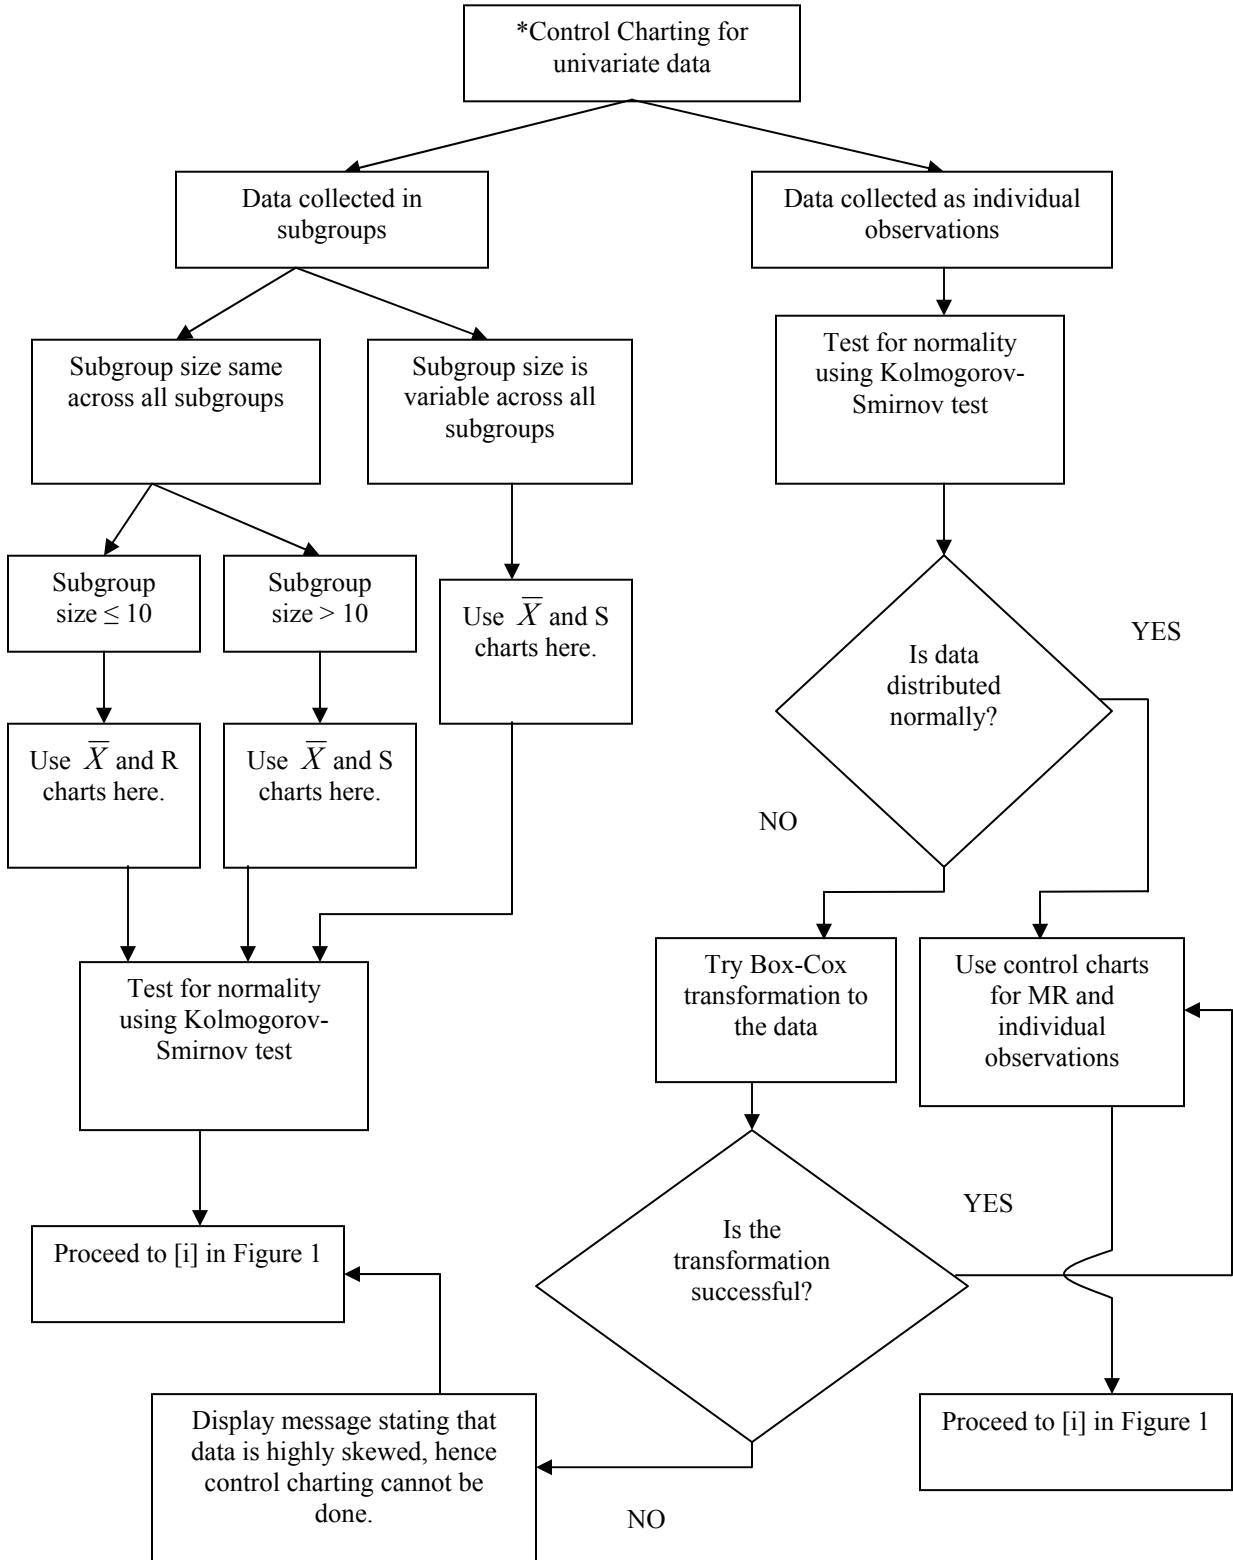 *Control Charting for
univariate data
Data collected in
subgroups
Data collected as individual
observations
Subgroup size same
across all subgroups
Subgroup size is
variable across all
subgroups
Test for normality
using Kolmogorov-
Smirnov test
Subgroup
size ≤ 10
Subgroup
size > 10
Use X̅ and S
charts here.
YES
Is data
distributed
normally?
Use X̅ and R
charts here.
Use X̅ and S
charts here.
NO
Try Box-Cox
transformation to
the data
Use control charts
for MR and
individual
observations
Test for normality
using Kolmogorov-
Smirnov test
YES
Is the
transformation
successful?
Proceed to [i] in Figure 1
Display message stating that
data is highly skewed, hence
control charting cannot be
done.
Proceed to [i] in Figure 1
NO